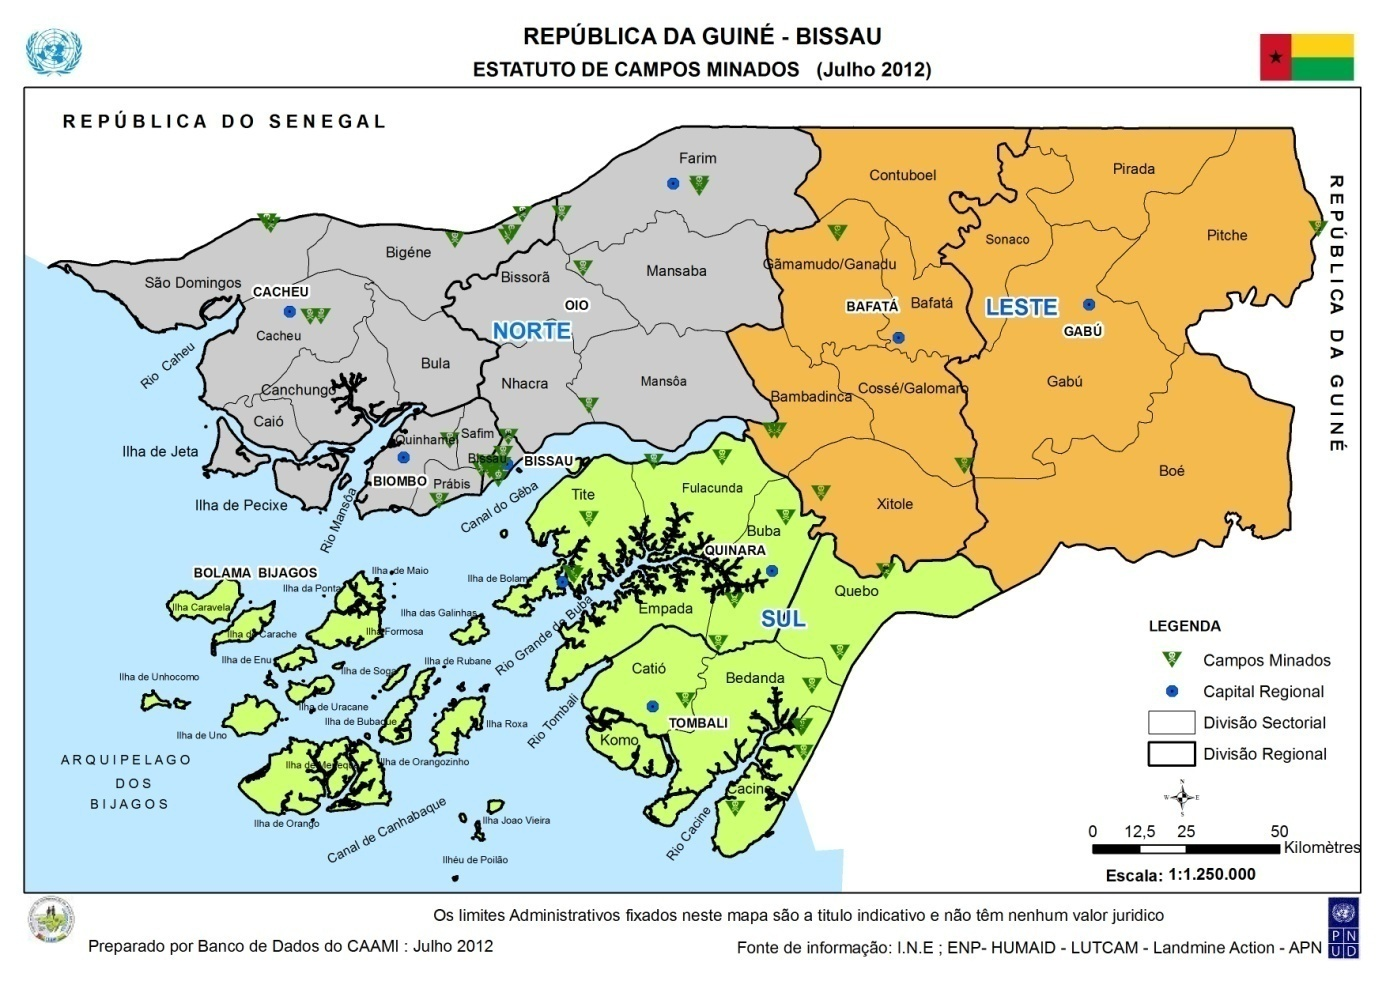 REPÚBLICA DA GUINÉ - BISSAU
ESTATUTO DE CAMPOS MINADOS (Julho 2012)
REPÚBLICA DO SENEGAL
REPÚBLICA DA GUINÉ
Farim
Contuboel
Pirada
Pitche
Sonaco
Bigéne
São Domingos
Bissorã
Mansaba
Gãmamudo/Ganadu
CACHEU
OIO
BAFATÁ
Bafatá
LESTE
GABÚ
NORTE
Cacheu
Rio Caheu
Bula
Nhacra
Mansôa
Canchungo
Bambadinca
Cossé/Galomaro
Gabú
Caió
Ilha de Jeta
Quinhamel
Safim
Bissau
BISSAU
BIOMBO
Prábis
Boé
Ilha de Pecixe
Rio Mansôa
Canal do Gêba
Tite
Fulacunda
Xitole
Buba
QUINARA
BOLAMA BIJAGOS
Ilha de Maio
Ilha da Ponta
Ilha de Bolama
Quebo
Ilha Caravela
Ilha das Galinhas
Empada
SUL
Ilha de Carache
Ilha Formosa
Rio Grande de Buba
Ilha de Enu
Ilha de Soga
Ilha de Rubane
Catió
Bedanda
Ilha de Unhocomo
Ilha de Uracane
Ilha de Bubaque
Ilha Roxa
Rio Tombali
TOMBALI
Ilha de Uno
Komo
Ilha de Meneque
Ilha de Orangozinho
ARQUIPELAGO
DOS
BIJAGOS
Cacine
Ilha de Orango
Canal de Canhabaque
Ilha Joao Vieira
Rio Cacine
Ilhéu de Poilão
LEGENDA
Campos Minados
Capital Regional
Divisão Sectorial
Divisão Regional
N
W E
S
0 12,5 25 50
Kilomètres
Escala: 1:1.250.000
Os limites Administrativos fixados neste mapa são a titulo indicativo e não têm nenhum valor juridico
Preparado por Banco de Dados do CAAMI : Julho 2012
Fonte de informação: I.N.E ; ENP- HUMAID - LUTCAM - Landmine Action - APN
P N
U D